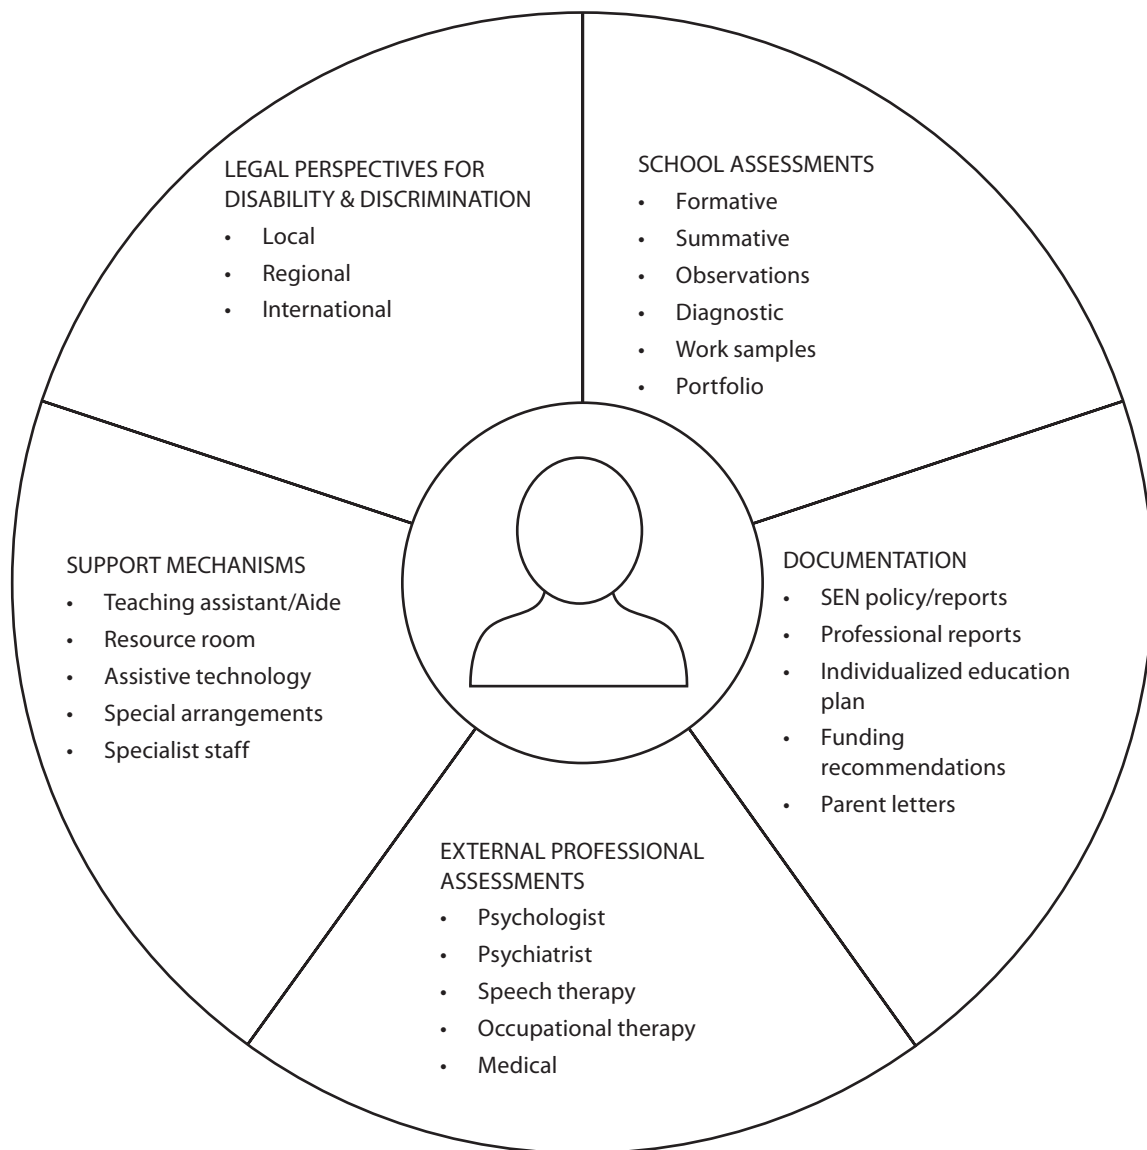 LEGAL PERSPECTIVES FOR
DISABILITY & DISCRIMINATION
• Local
• Regional
• International
SCHOOL ASSESSMENTS
• Formative
• Summative
• Observations
• Diagnostic
• Work samples
• Portfolio
SUPPORT MECHANISMS
• Teaching assistant/Aide
• Resource room
• Assistive technology
• Special arrangements
• Specialist staff
DOCUMENTATION
• SEN policy/reports
• Professional reports
• Individualized education
plan
• Funding
recommendations
• Parent letters
EXTERNAL PROFESSIONAL
ASSESSMENTS
• Psychologist
• Psychiatrist
• Speech therapy
• Occupational therapy
• Medical